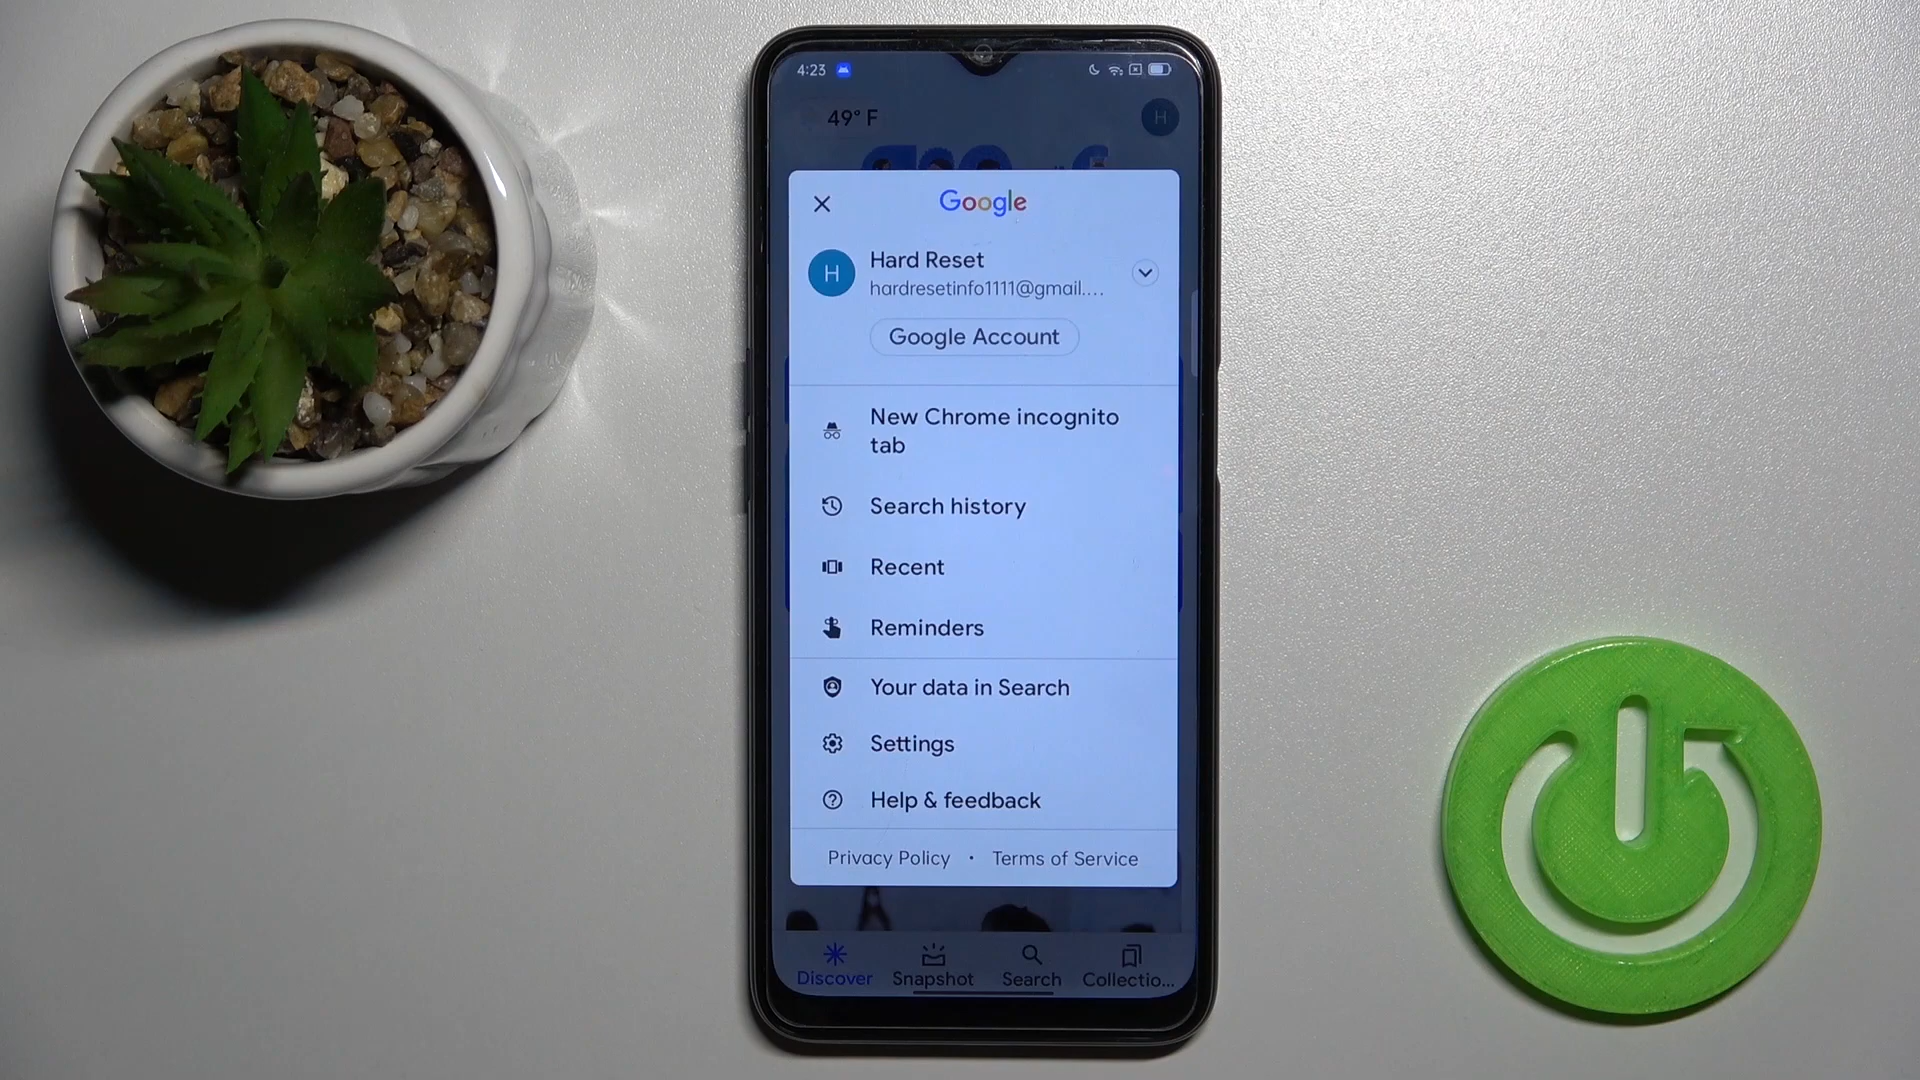 4:23
49° F
H
Google
H
Hard Reset
hardresetinfo1111@gmail....
Google Account
New Chrome incognito
tab
Search history
Recent
Reminders
Your data in Search
Settings
Help & feedback
Privacy Policy • Terms of Service
Discover Snapshot Search Collectio...